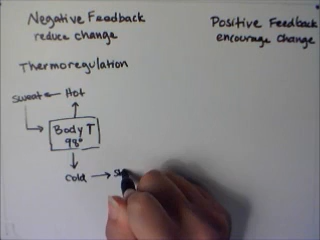 Negative Feedback
reduce change
Positive Feedback
encourage change
Thermoregulation
sweat ← Hot
Body T
98°
cold →